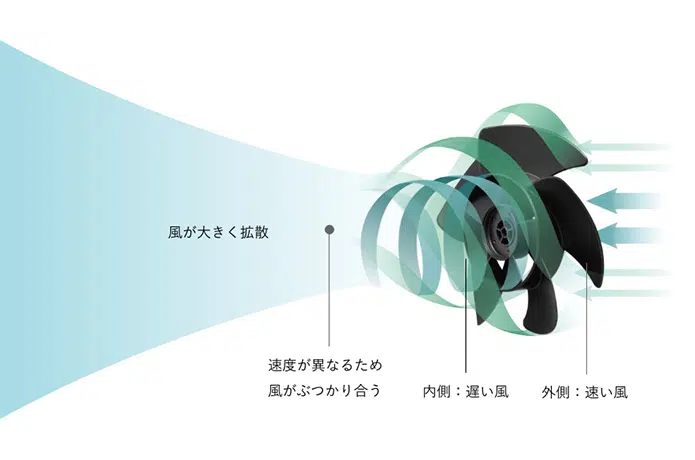 風が大きく拡散
速度が異なるため
風がぶつかり合う
内側：遅い風
外側：速い風